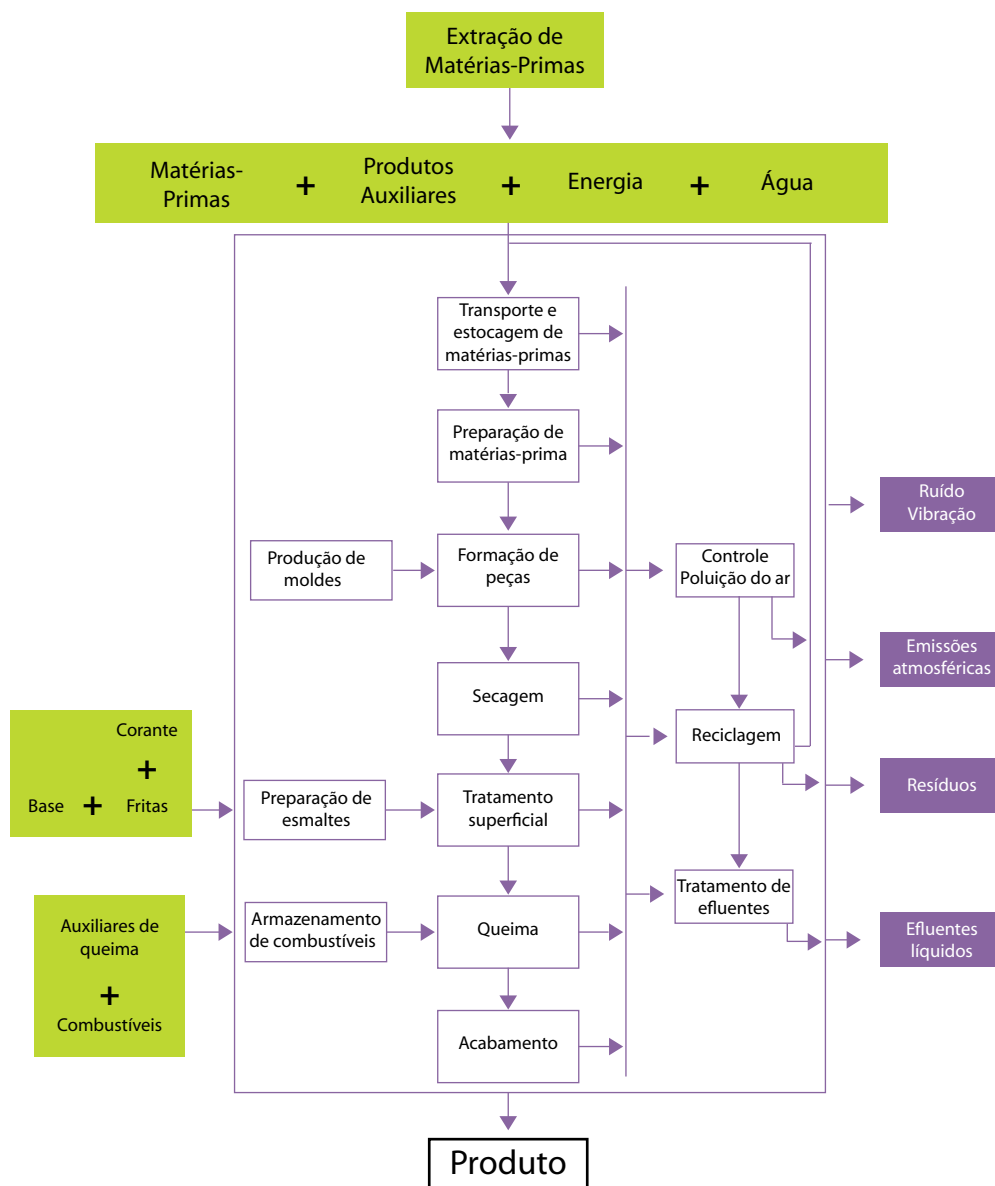 Extração de
Matérias-Primas
Matérias-
Primas
+
Produtos
Auxiliares
+
Energia
+
Água
Transporte e
estocagem de
matérias-primas
Preparação de
matérias-prima
Produção de
moldes
Formação de
peças
Controle
Poluição do ar
Ruído
Vibração
Emissões
atmosféricas
Secagem
Reciclagem
Resíduos
Corante
+
Base + Fritas
Preparação de
esmaltes
Tratamento
superficial
Tratamento de
efluentes
Efluentes
líquidos
Auxiliares de
queima
+
Combustíveis
Armazenamento
de combustíveis
Queima
Acabamento
Produto